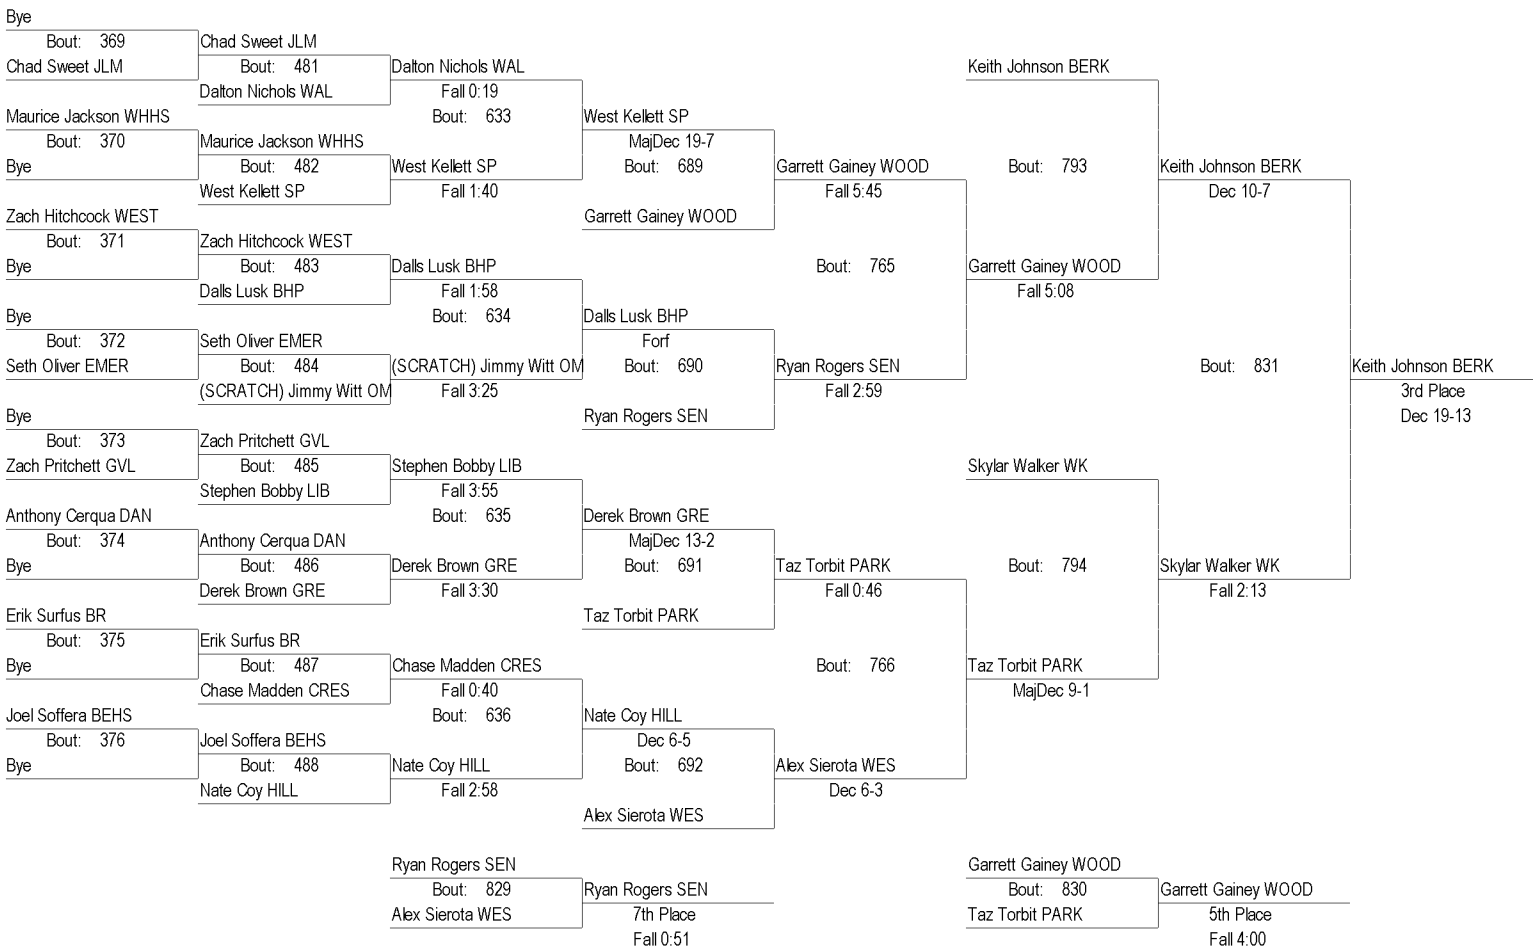 Bye
Bout: 369
Chad Sweet JLM
Chad Sweet JLM
Bout: 481
Dalton Nichols WAL
Dalton Nichols WAL
Fall 0:19
Bout: 633
Maurice Jackson WHHS
Bout: 370
Bye
Maurice Jackson WHHS
Bout: 482
West Kellett SP
West Kellett SP
Fall 1:40
West Kellett SP
MajDec 19-7
Bout: 689
Garrett Gainey WOOD
Zach Hitchcock WEST
Bout: 371
Bye
Zach Hitchcock WEST
Bout: 483
Dalls Lusk BHP
Dalls Lusk BHP
Fall 1:58
Bout: 634
Bye
Bout: 372
Seth Oliver EMER
Seth Oliver EMER
Bout: 484
(SCRATCH) Jimmy Witt OM
(SCRATCH) Jimmy Witt OM
Fall 3:25
Dalls Lusk BHP
Forf
Bout: 690
Ryan Rogers SEN
Garrett Gainey WOOD
Fall 5:45
Bout: 765
Ryan Rogers SEN
Fall 2:59
Bye
Bout: 373
Zach Pritchett GVL
Zach Pritchett GVL
Bout: 485
Stephen Bobby LIB
Stephen Bobby LIB
Fall 3:55
Bout: 635
Anthony Cerqua DAN
Bout: 374
Bye
Anthony Cerqua DAN
Bout: 486
Derek Brown GRE
Derek Brown GRE
Fall 3:30
Derek Brown GRE
MajDec 13-2
Bout: 691
Taz Torbit PARK
Erik Surfus BR
Bout: 375
Bye
Erik Surfus BR
Bout: 487
Chase Madden CRES
Chase Madden CRES
Fall 0:40
Bout: 636
Joel Soffera BEHS
Bout: 376
Bye
Joel Soffera BEHS
Bout: 488
Nate Coy HILL
Nate Coy HILL
Fall 2:58
Nate Coy HILL
Dec 6-5
Bout: 692
Alex Sierota WES
Taz Torbit PARK
Fall 0:46
Bout: 766
Alex Sierota WES
Dec 6-3
Keith Johnson BERK
Bout: 793
Garrett Gainey WOOD
Fall 5:08
Keith Johnson BERK
Dec 10-7
Bout: 831
Skylar Walker WK
Bout: 794
Taz Torbit PARK
MajDec 9-1
Skylar Walker WK
Fall 2:13
Keith Johnson BERK
3rd Place
Dec 19-13
Ryan Rogers SEN
Bout: 829
Alex Sierota WES
Ryan Rogers SEN
7th Place
Fall 0:51
Garrett Gainey WOOD
Bout: 830
Taz Torbit PARK
Garrett Gainey WOOD
5th Place
Fall 4:00